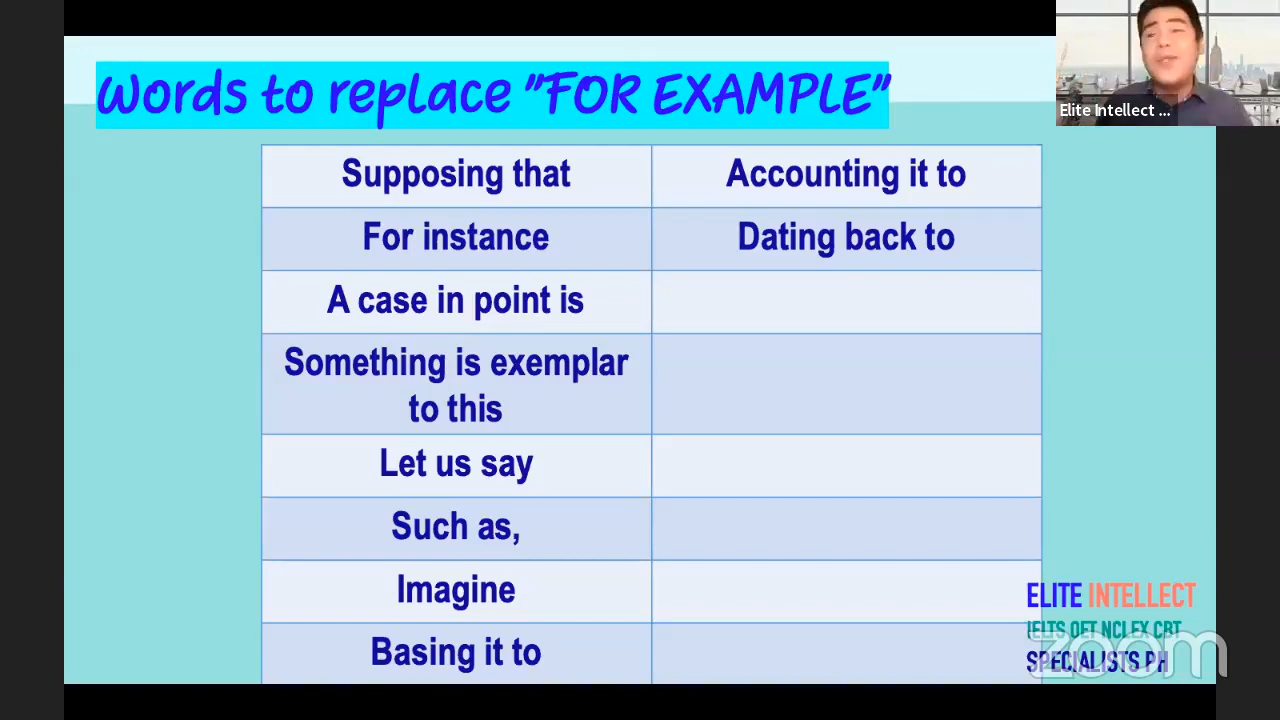 Words to replace "FOR EXAMPLE"
Elite Intellect ...
Supposing that
Accounting it to
For instance
Dating back to
A case in point is
Something is exemplar
to this
Let us say
Such as,
Imagine
Basing it to
ELITE INTELLECT
IELTS OET NCLEX CBT
SPECIALISTS PH
zoom